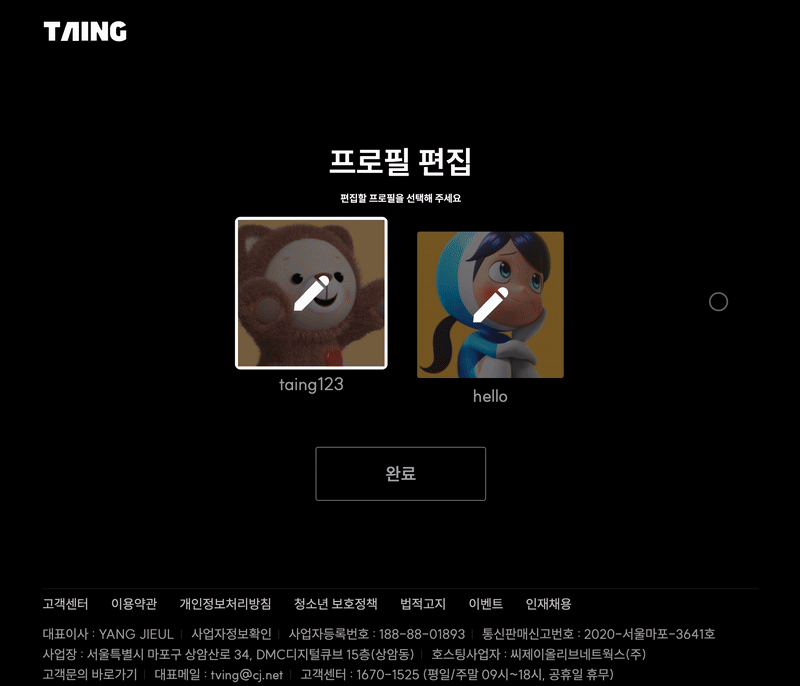 TAING
프로필 편집
편집할 프로필을 선택해 주세요
taing123
hello
완료
고객센터 이용약관 개인정보처리방침 청소년 보호정책 법적고지 이벤트 인재채용
대표이사 : YANG JIEUL | 사업자정보확인 | 사업자등록번호 : 188-88-01893 | 통신판매신고번호 : 2020-서울마포-3641호
사업장 : 서울특별시 마포구 상암산로 34, DMC디지털큐브 15층(상암동) | 호스팅사업자 : 씨제이올리브네트웍스(주)
고객문의 바로가기 | 대표메일 : tving@cj.net | 고객센터 : 1670-1525 (평일/주말 09시~18시, 공휴일 휴무)